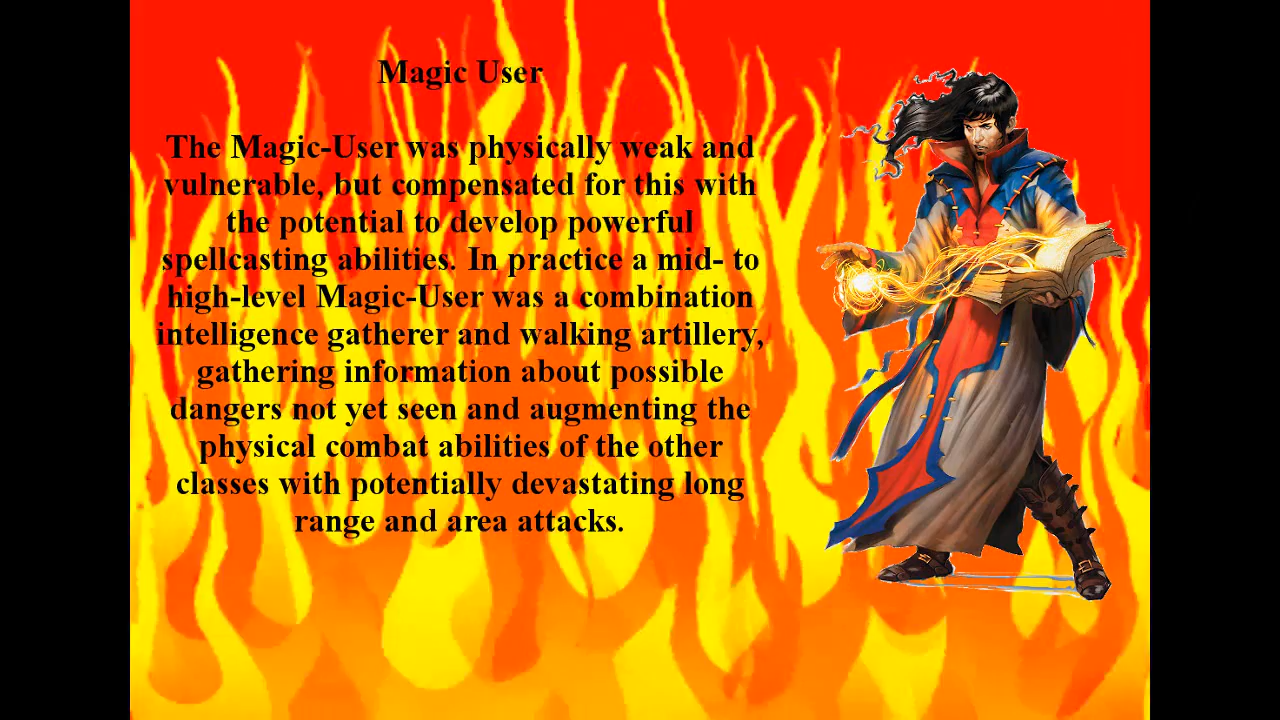 Magic User
The Magic-User was physically weak and
vulnerable, but compensated for this with
the potential to develop powerful
spellcasting abilities. In practice a mid- to
high-level Magic-User was a combination
intelligence gatherer and walking artillery,
gathering information about possible
dangers not yet seen and augmenting the
physical combat abilities of the other
classes with potentially devastating long
range and area attacks.